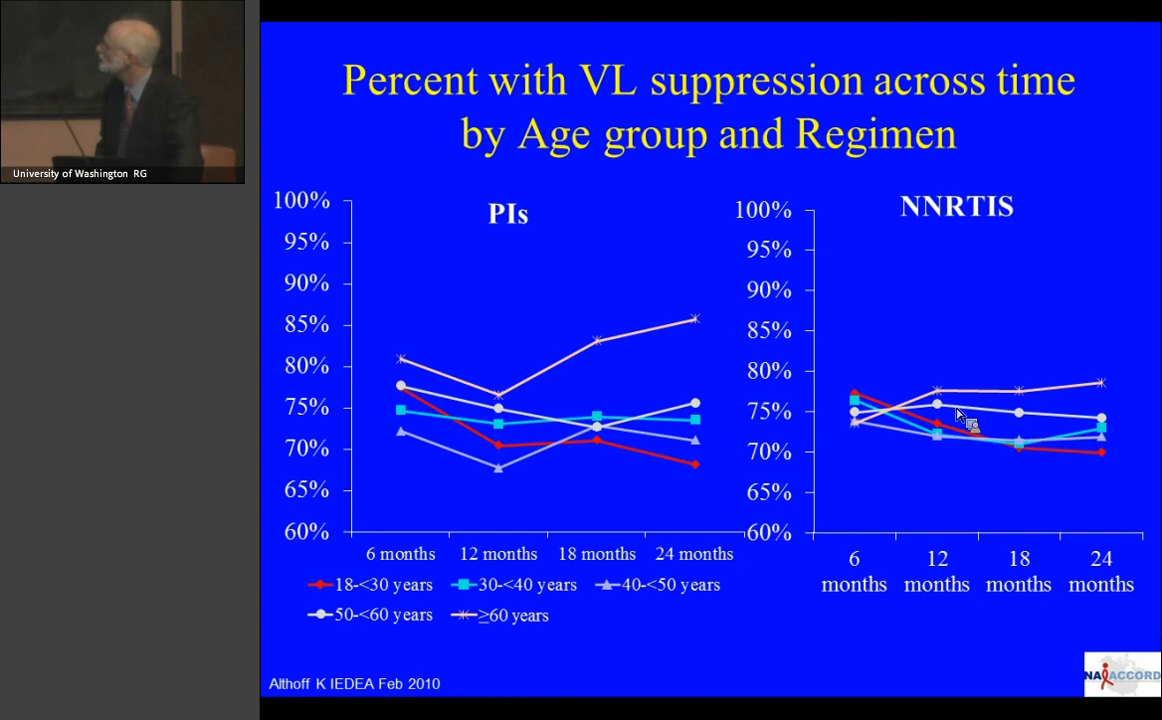 University of Washington RG
Percent with VL suppression across time
by Age group and Regimen
PIs
100%
95%
90%
85%
80%
75%
70%
65%
60%
6 months 12 months 18 months 24 months
18-<30 years 30-<40 years 40-<50 years
50-<60 years ≥60 years
NNRTIS
100%
95%
90%
85%
80%
75%
70%
65%
60%
6 12 18 24
months months months months
Althoff K IEDEA Feb 2010
NA ACCORD